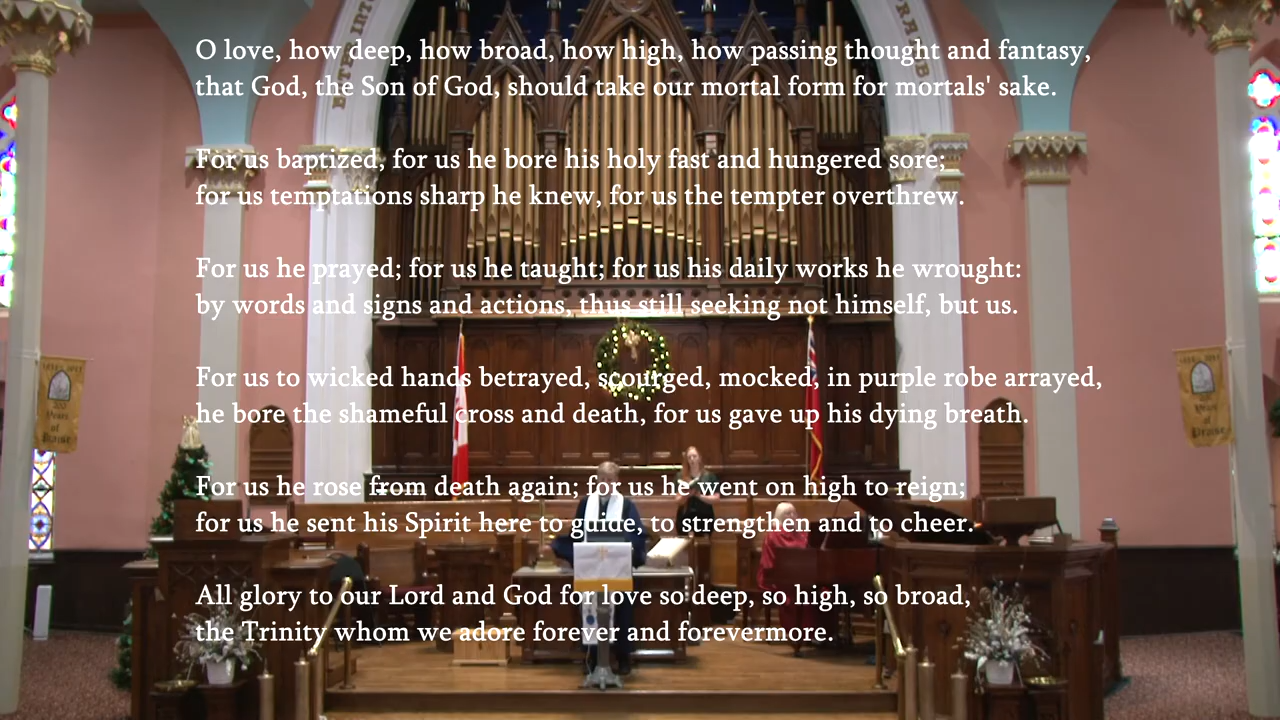 O love, how deep, how broad, how high, how passing thought and fantasy,
that God, the Son of God, should take our mortal form for mortals' sake.
For us baptized, for us he bore his holy fast and hungered sore;
for us temptations sharp he knew, for us the tempter overthrew.
For us he prayed; for us he taught; for us his daily works he wrought:
by words and signs and actions, thus still seeking not himself, but us.
For us to wicked hands betrayed, scourged, mocked, in purple robe arrayed,
he bore the shameful cross and death, for us gave up his dying breath.
For us he rose from death again; for us he went on high to reign;
for us he sent his Spirit here to guide, to strengthen and to cheer.
All glory to our Lord and God for love so deep, so high, so broad,
the Trinity whom we adore forever and forevermore.
200
Years
of
Praise
Years
of
Praise